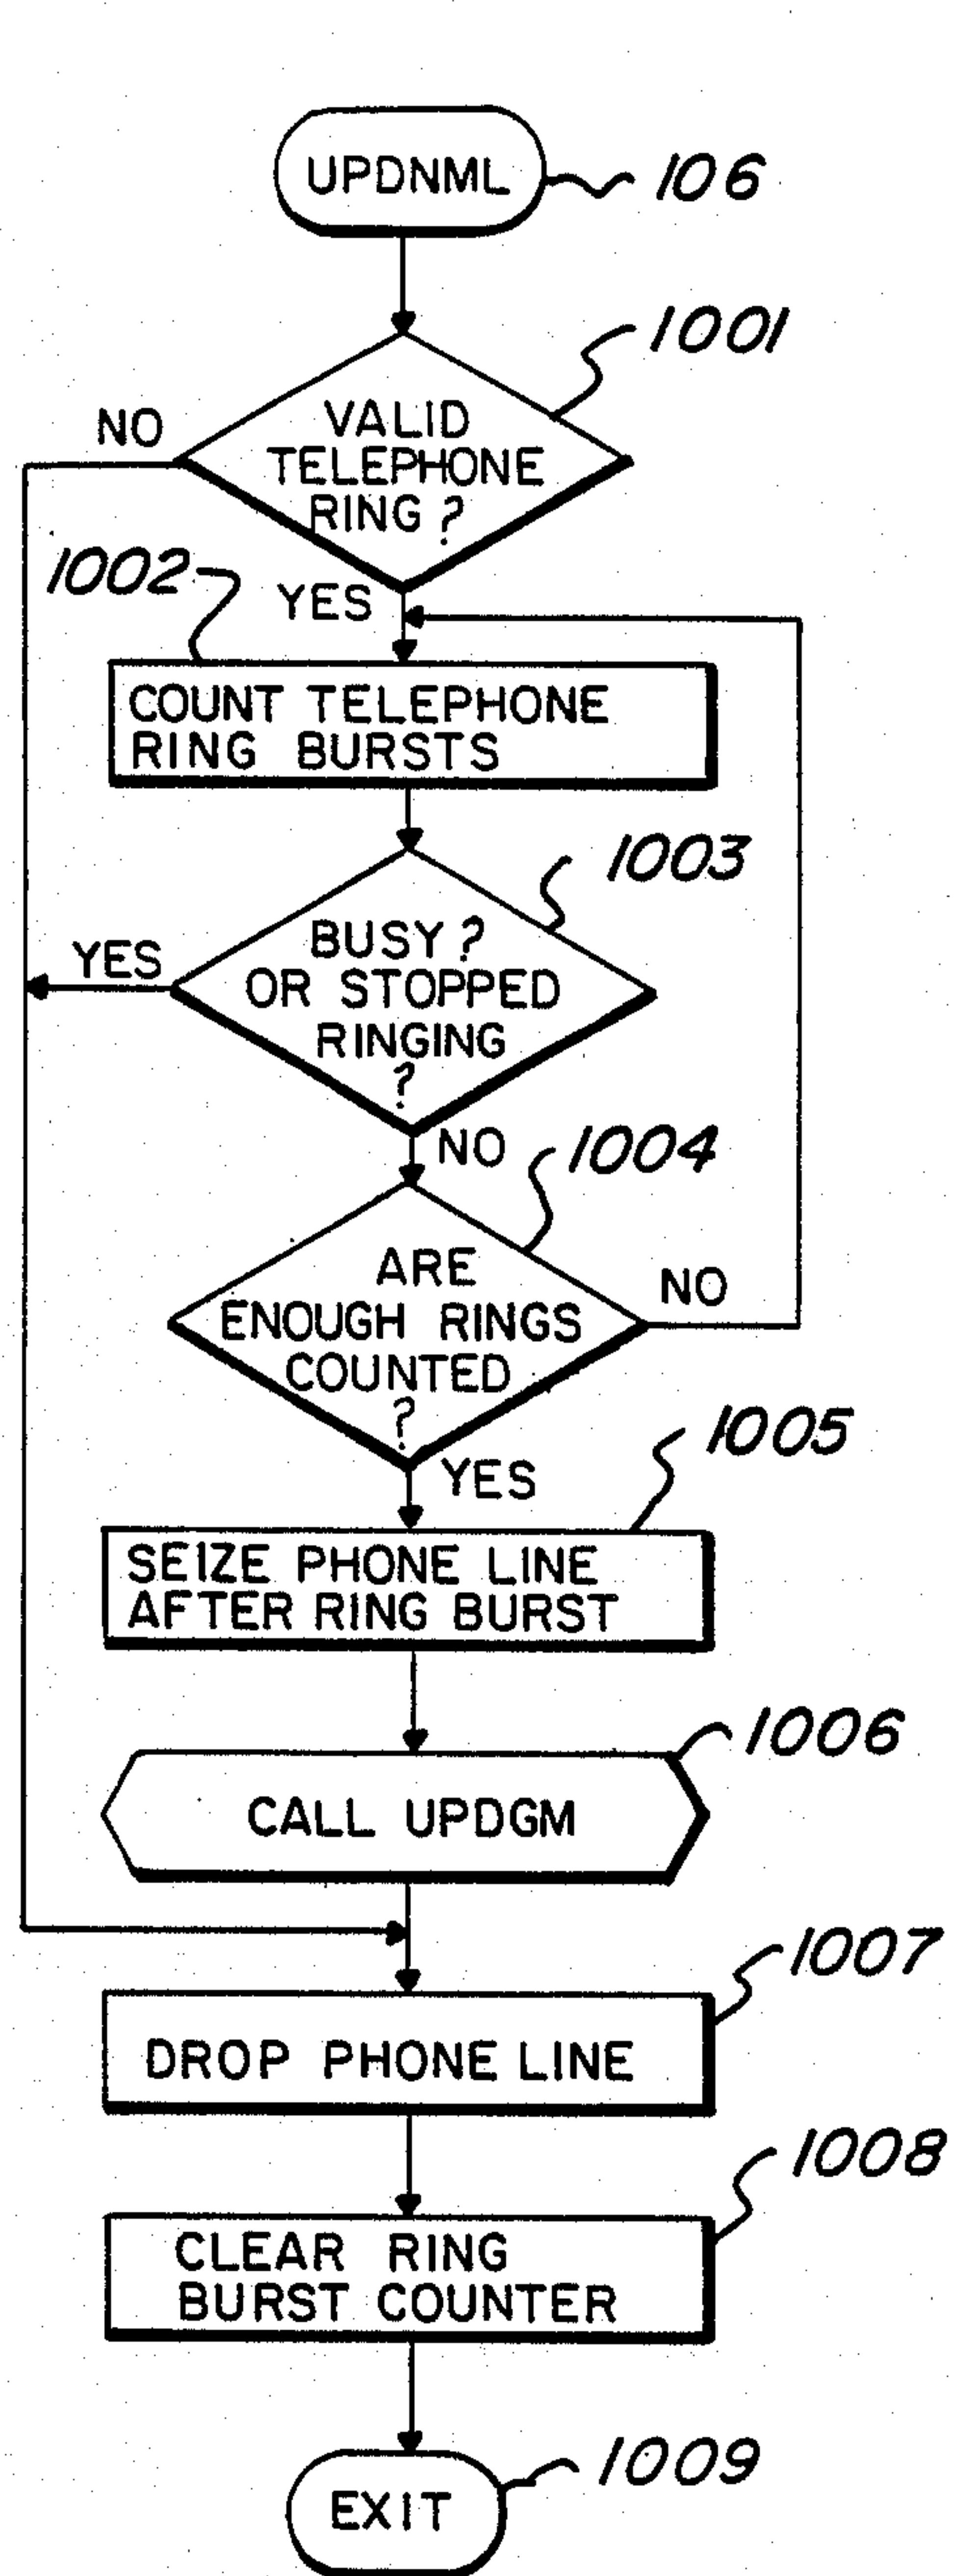 UPDNML
106
1001
NO
VALID
TELEPHONE
RING ?
1002
YES
COUNT TELEPHONE
RING BURSTS
1003
YES
BUSY ?
OR STOPPED
RINGING
?
NO
1004
ARE
ENOUGH RINGS
COUNTED
?
NO
YES
1005
SEIZE PHONE LINE
AFTER RING BURST
1006
CALL UPDGM
1007
DROP PHONE LINE
1008
CLEAR RING
BURST COUNTER
1009
EXIT